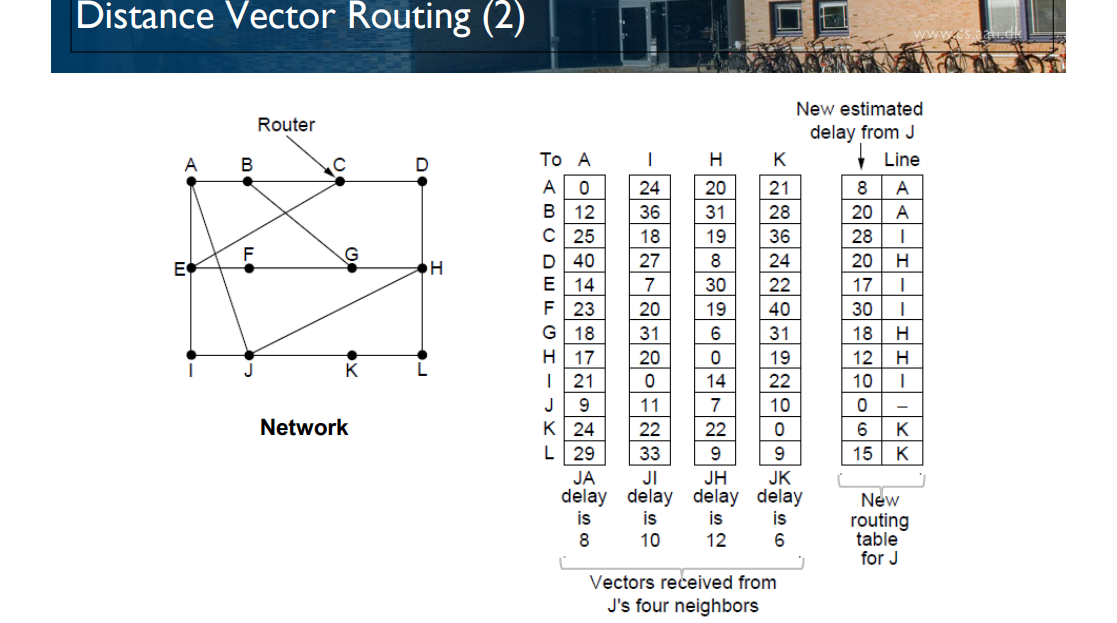 Distance Vector Routing (2)
www.cs.aau.dk
Router
A B C D
E F G H
I J K L
Network
New estimated
delay from J
To A I H K Line
A 0 24 20 21 8 A
B 12 36 31 28 20 A
C 25 18 19 36 28 I
D 40 27 8 24 20 H
E 14 7 30 22 17 I
F 23 20 19 40 30 I
G 18 31 6 31 18 H
H 17 20 0 19 12 H
I 21 0 14 22 10 I
J 9 11 7 10 0 –
K 24 22 22 0 6 K
L 29 33 9 9 15 K
JA JI JH JK
delay delay delay delay
is is is is
8 10 12 6
Vectors received from
J's four neighbors
New
routing
table
for J